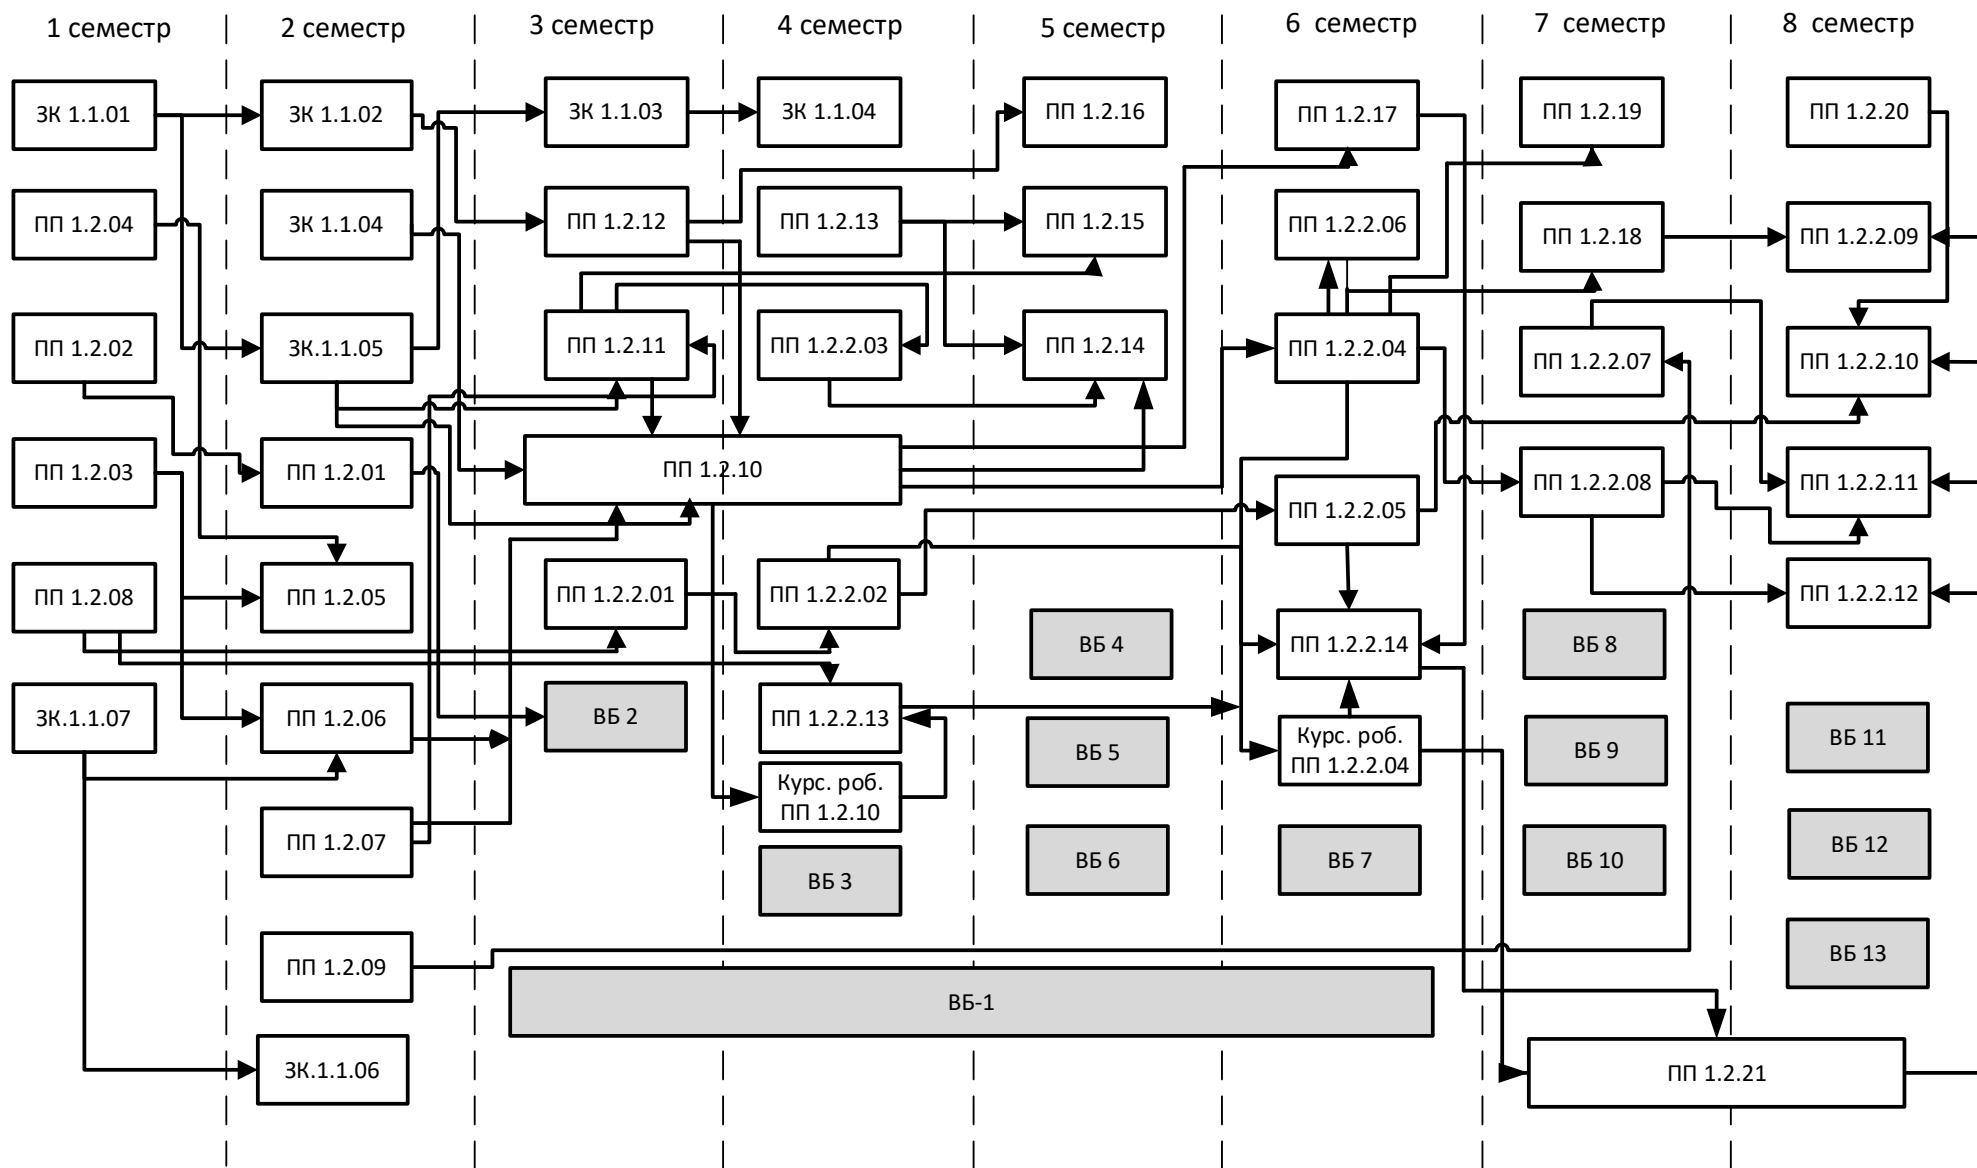 1 семестр
2 семестр
3 семестр
4 семестр
5 семестр
6 семестр
7 семестр
8 семестр
ЗК 1.1.01
ЗК 1.1.02
ЗК 1.1.03
ЗК 1.1.04
ПП 1.2.16
ПП 1.2.17
ПП 1.2.19
ПП 1.2.20
ПП 1.2.04
ЗК 1.1.04
ПП 1.2.12
ПП 1.2.13
ПП 1.2.15
ПП 1.2.2.06
ПП 1.2.18
ПП 1.2.2.09
ПП 1.2.02
ЗК.1.1.05
ПП 1.2.11
ПП 1.2.2.03
ПП 1.2.14
ПП 1.2.2.04
ПП 1.2.2.07
ПП 1.2.2.10
ПП 1.2.03
ПП 1.2.01
ПП 1.2.10
ПП 1.2.2.05
ПП 1.2.2.08
ПП 1.2.2.11
ПП 1.2.08
ПП 1.2.05
ПП 1.2.2.01
ПП 1.2.2.02
ВБ 4
ПП 1.2.2.14
ВБ 8
ПП 1.2.2.12
ЗК.1.1.07
ПП 1.2.06
ВБ 2
ПП 1.2.2.13
ВБ 5
Курс. роб.
ПП 1.2.2.04
ВБ 9
ВБ 11
ПП 1.2.07
Курс. роб.
ПП 1.2.10
ВБ 3
ВБ 6
ВБ 7
ВБ 10
ВБ 12
ПП 1.2.09
ВБ 13
ВБ-1
ЗК.1.1.06
ПП 1.2.21